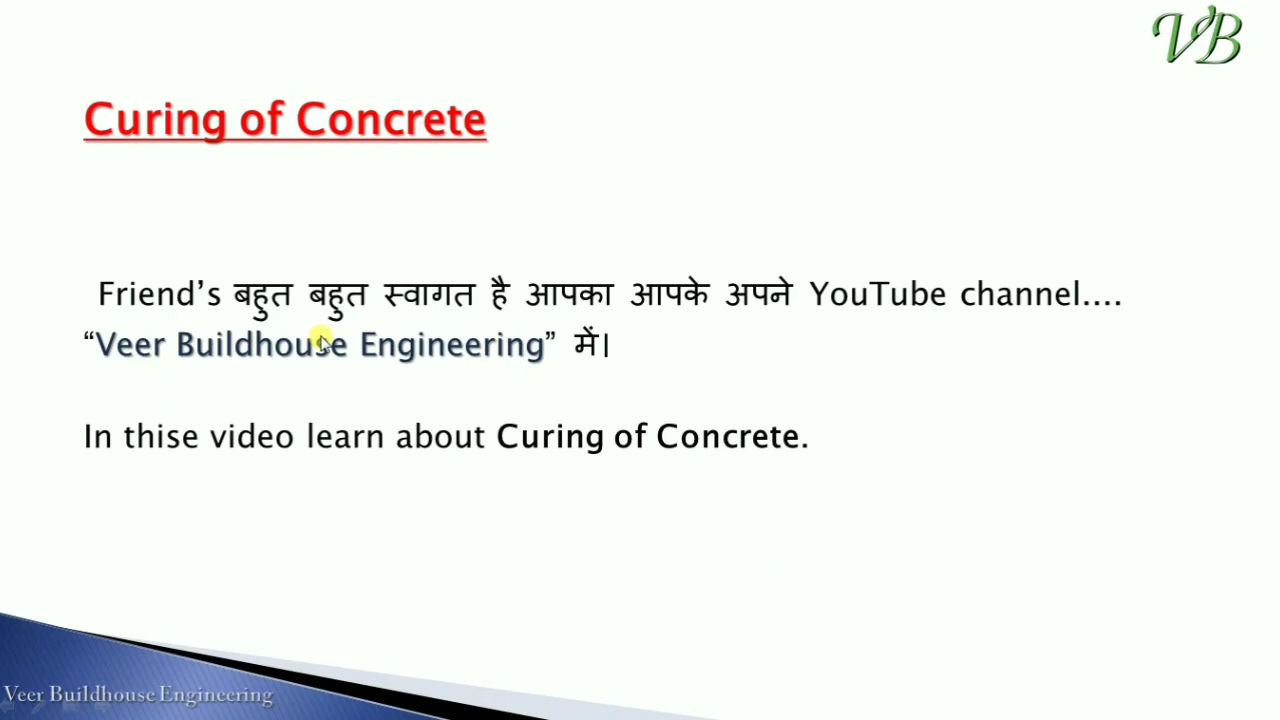 VB
Curing of Concrete
Friend’s बहुत बहुत स्वागत है आपका आपके अपने YouTube channel....
“Veer Buildhouse Engineering” में।
In thise video learn about Curing of Concrete.
Veer Buildhouse Engineering